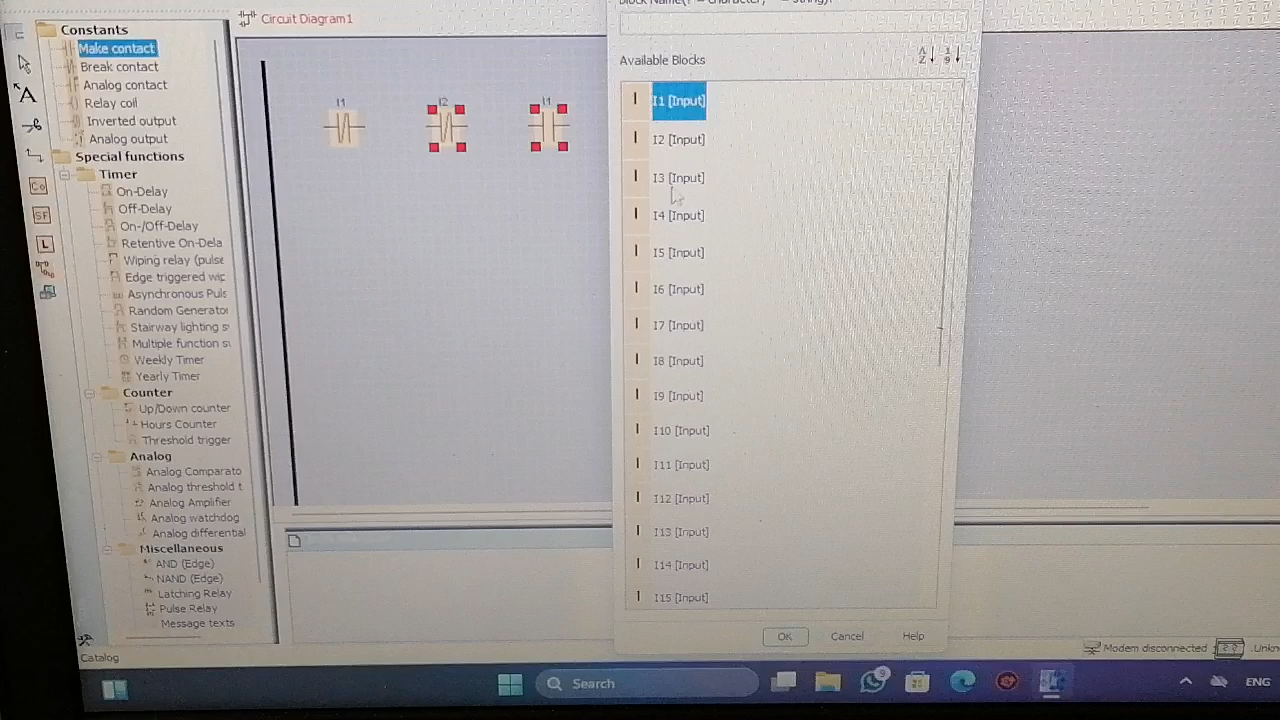 Constants
Make contact
Break contact
Analog contact
Relay coil
Inverted output
Analog output
Special functions
Timer
On-Delay
Off-Delay
On-/Off-Delay
Retentive On-Dela
Wiping relay (pulse
Edge triggered wip
Asynchronous Puls
Random Generator
Stairway lighting s
Multiple function s
Weekly Timer
Yearly Timer
Counter
Up/Down counter
Hours Counter
Threshold trigger
Analog
Analog Comparato
Analog threshold t
Analog Amplifier
Analog watchdog
Analog differential
Miscellaneous
AND (Edge)
NAND (Edge)
Latching Relay
Pulse Relay
Message texts
Catalog
A
Co
SF
L
Circuit Diagram1
I1
I2
I1
Available Blocks
I I1 [Input]
I I2 [Input]
I I3 [Input]
I I4 [Input]
I I5 [Input]
I I6 [Input]
I I7 [Input]
I I8 [Input]
I I9 [Input]
I I10 [Input]
I I11 [Input]
I I12 [Input]
I I13 [Input]
I I14 [Input]
I I15 [Input]
OK Cancel Help
Modem disconnected
Search
ENG